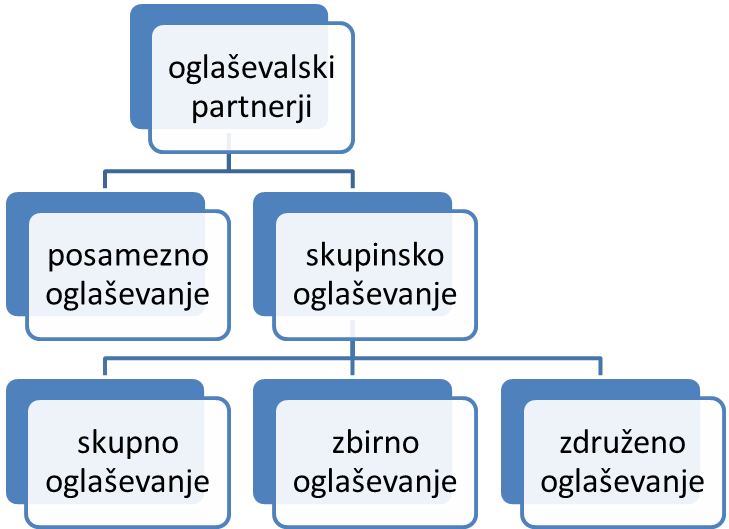 oglaševalski
partnerji
posamezno
oglaševanje
skupinsko
oglaševanje
skupno
oglaševanje
zbirno
oglaševanje
združeno
oglaševanje